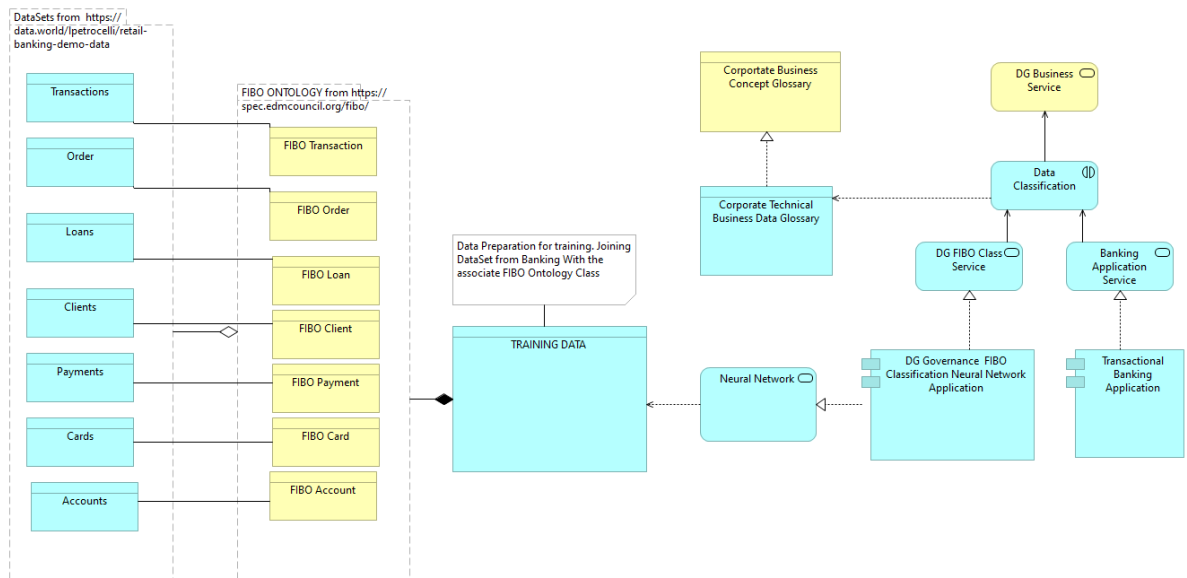 DataSets from https://
data.world/lpetrocelli/retail-
banking-demo-data
Transactions
Order
Loans
Clients
Payments
Cards
Accounts
FIBO ONTOLOGY from https://
spec.edmcouncil.org/fibo/
FIBO Transaction
FIBO Order
FIBO Loan
FIBO Client
FIBO Payment
FIBO Card
FIBO Account
Data Preparation for training. Joining
DataSet from Banking With the
associate FIBO Ontology Class
TRAINING DATA
Corportate Business
Concept Glossary
Corporate Technical
Business Data Glossary
Neural Network
DG Business
Service
Data
Classification
DG FIBO Class
Service
Banking
Application
Service
DG Governance FIBO
Classification Neural Network
Application
Transactional
Banking
Application